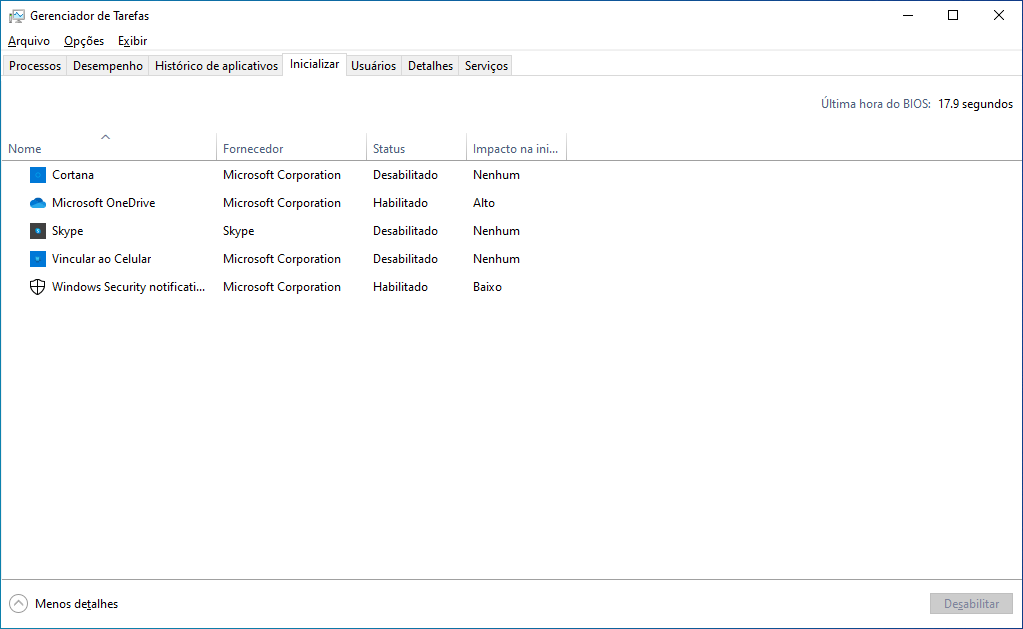 Gerenciador de Tarefas
Arquivo Opções Exibir
Processos Desempenho Histórico de aplicativos Inicializar Usuários Detalhes Serviços
Última hora do BIOS: 17.9 segundos
Nome Fornecedor Status Impacto na ini...
Cortana Microsoft Corporation Desabilitado Nenhum
Microsoft OneDrive Microsoft Corporation Habilitado Alto
Skype Skype Desabilitado Nenhum
Vincular ao Celular Microsoft Corporation Desabilitado Nenhum
Windows Security notificati... Microsoft Corporation Habilitado Baixo
Menos detalhes Desabilitar